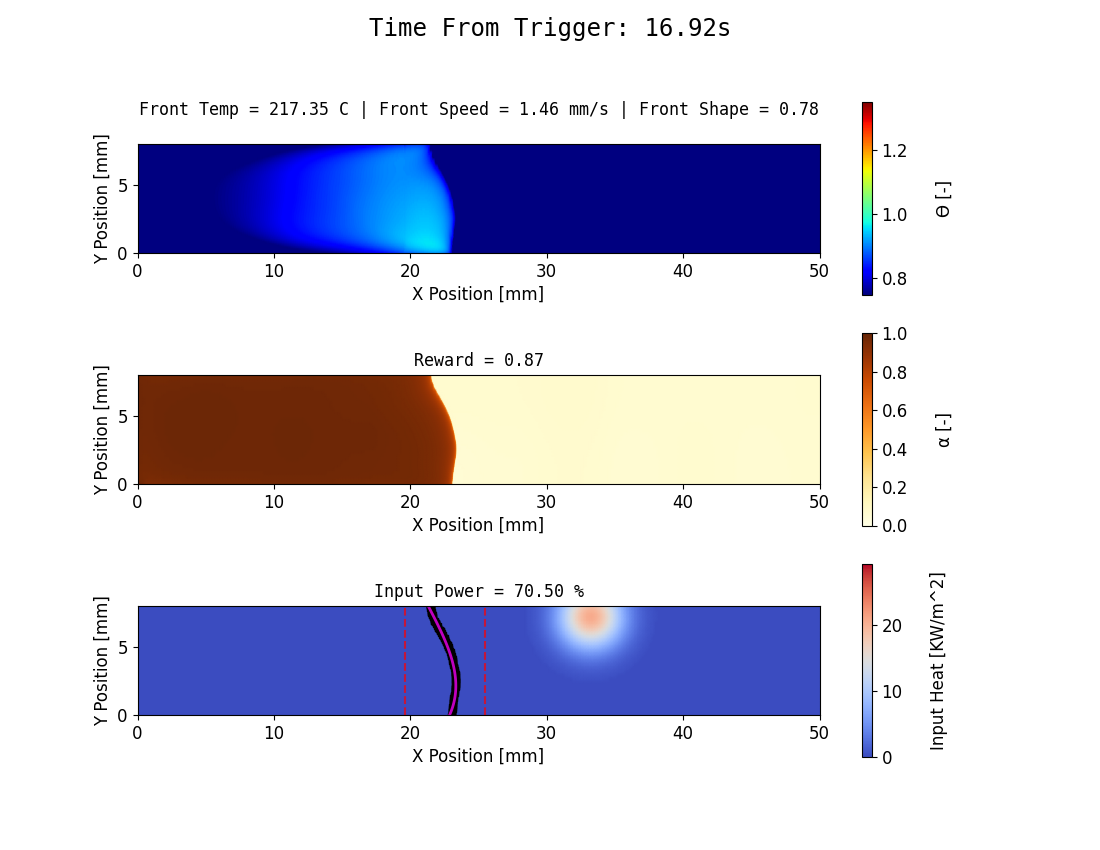 Time From Trigger: 16.92s
Front Temp = 217.35 C | Front Speed = 1.46 mm/s | Front Shape = 0.78
Y Position [mm]
5
0
0 10 20 30 40 50
X Position [mm]
1.2
1.0
0.8
Θ [-]
Reward = 0.87
Y Position [mm]
5
0
0 10 20 30 40 50
X Position [mm]
1.0
0.8
0.6
0.4
0.2
0.0
α [-]
Input Power = 70.50 %
Y Position [mm]
5
0
0 10 20 30 40 50
X Position [mm]
20
10
0
Input Heat [KW/m^2]